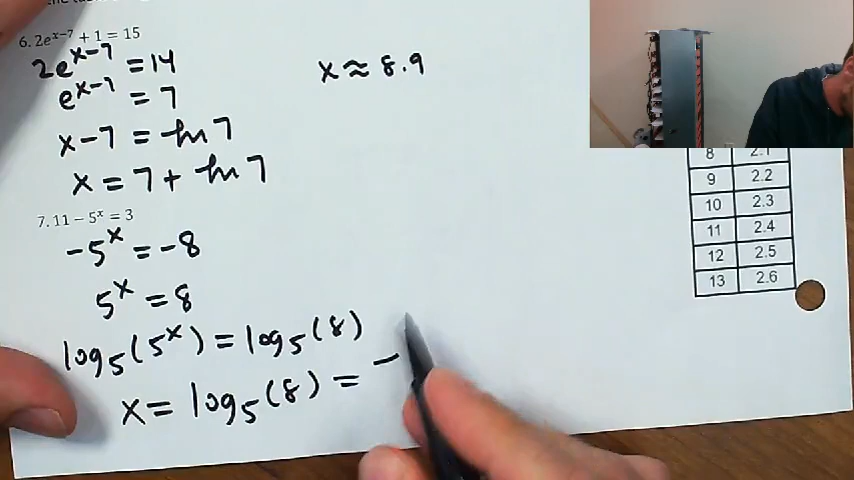 6. 2e^{x-7} + 1 = 15
2e^{x-7} = 14
e^{x-7} = 7
x - 7 = ln 7
x = 7 + ln 7
x ≈ 8.9
7. 11 - 5^x = 3
-5^x = -8
5^x = 8
log_5(5^x) = log_5(8)
x = log_5(8) =
8 2.1
9 2.2
10 2.3
11 2.4
12 2.5
13 2.6